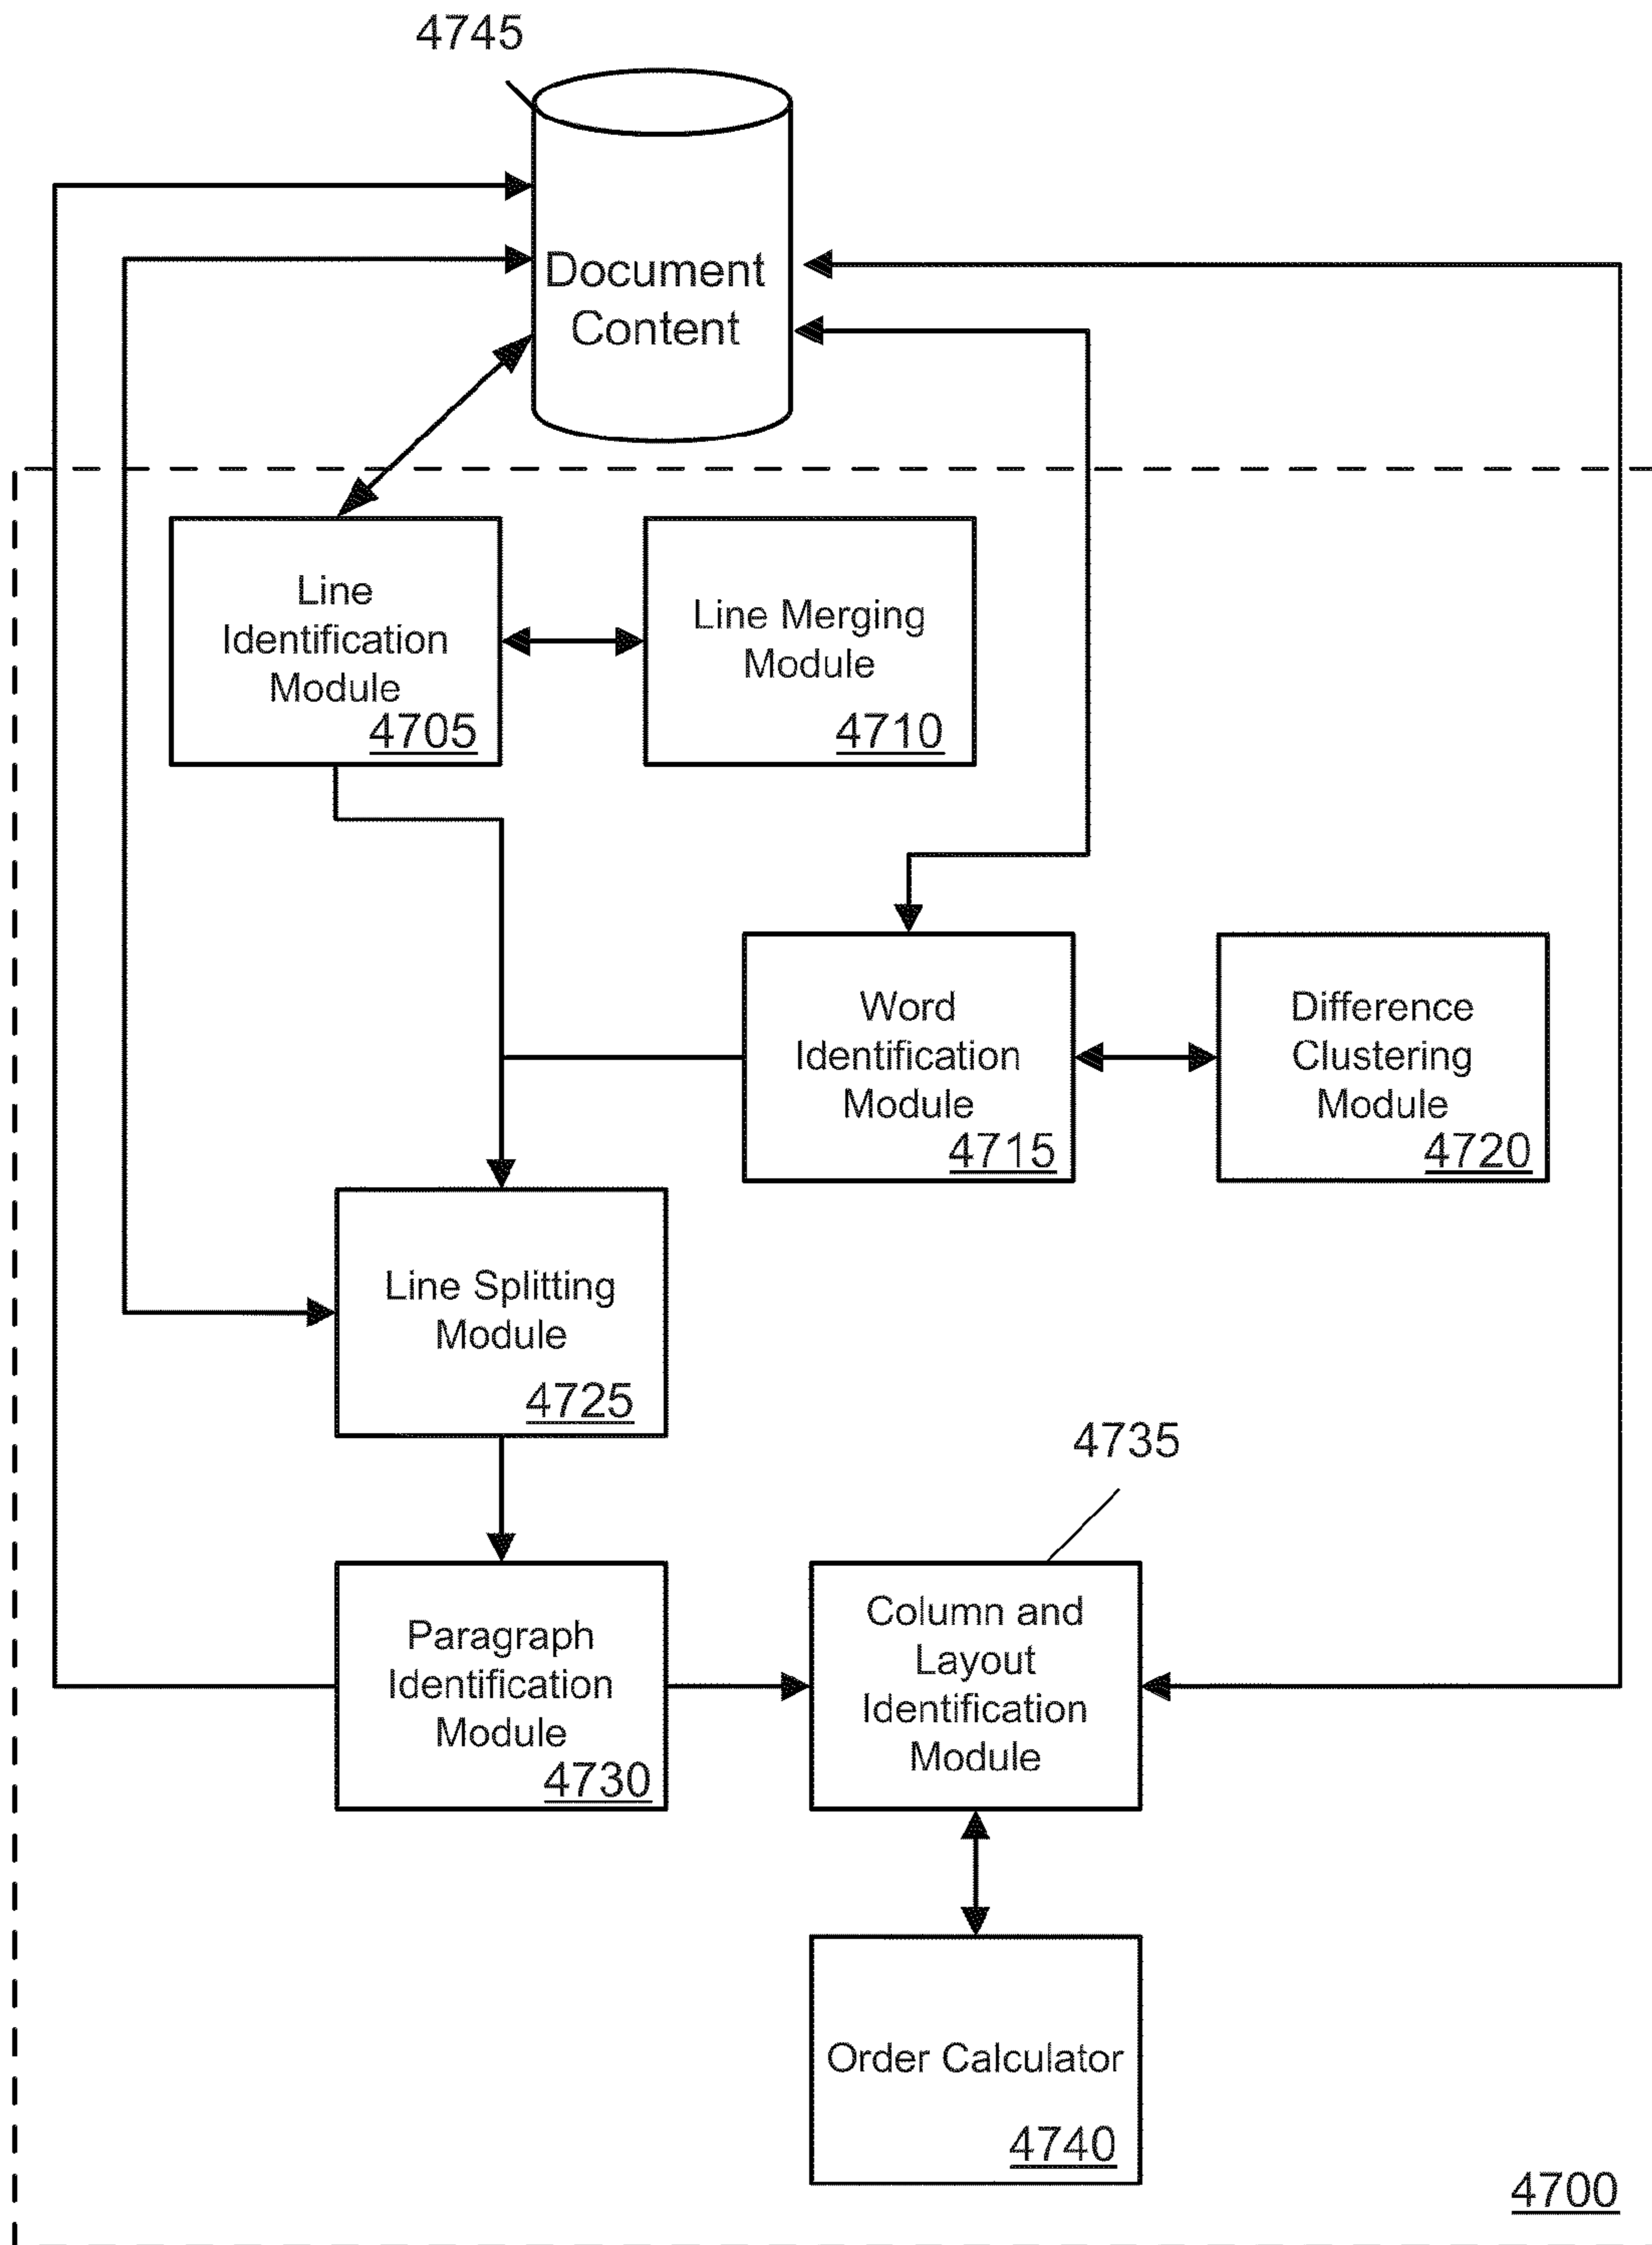 4745
Document
Content
Line
Identification
Module
4705
Line Merging
Module
4710
Word
Identification
Module
4715
Difference
Clustering
Module
4720
Line Splitting
Module
4725
4735
Paragraph
Identification
Module
4730
Column and
Layout
Identification
Module
Order Calculator
4740
4700